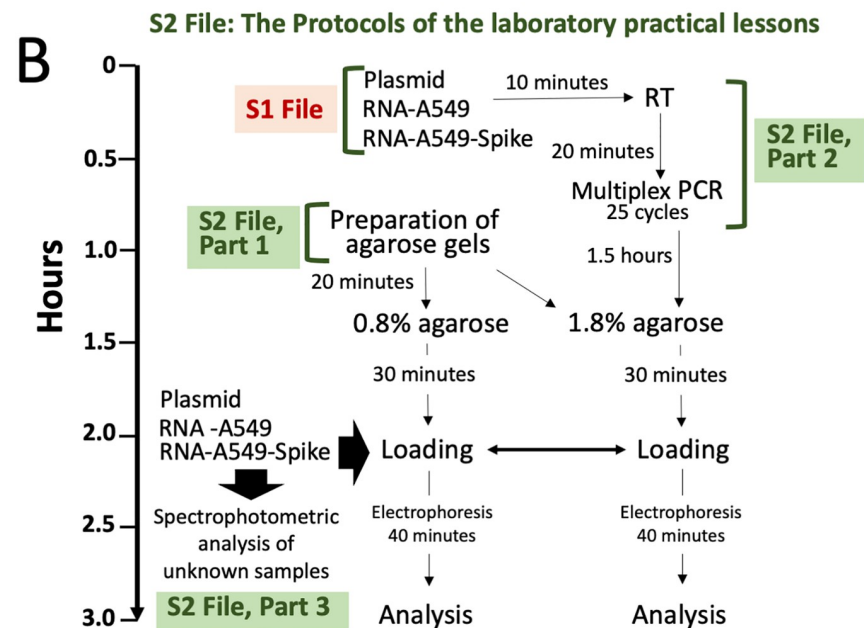 S2 File: The Protocols of the laboratory practical lessons
B
0
Plasmid
RNA-A549
RNA-A549-Spike
S1 File
10 minutes
RT
20 minutes
Multiplex PCR
25 cycles
S2 File,
Part 2
0.5
S2 File,
Part 1
Preparation of
agarose gels
1.0
1.5 hours
20 minutes
0.8% agarose
1.8% agarose
1.5
Hours
30 minutes
30 minutes
Plasmid
RNA -A549
RNA-A549-Spike
2.0
Loading
Loading
Spectrophotometric
analysis of
unknown samples
2.5
Electrophoresis
40 minutes
Electrophoresis
40 minutes
S2 File, Part 3
3.0
Analysis
Analysis